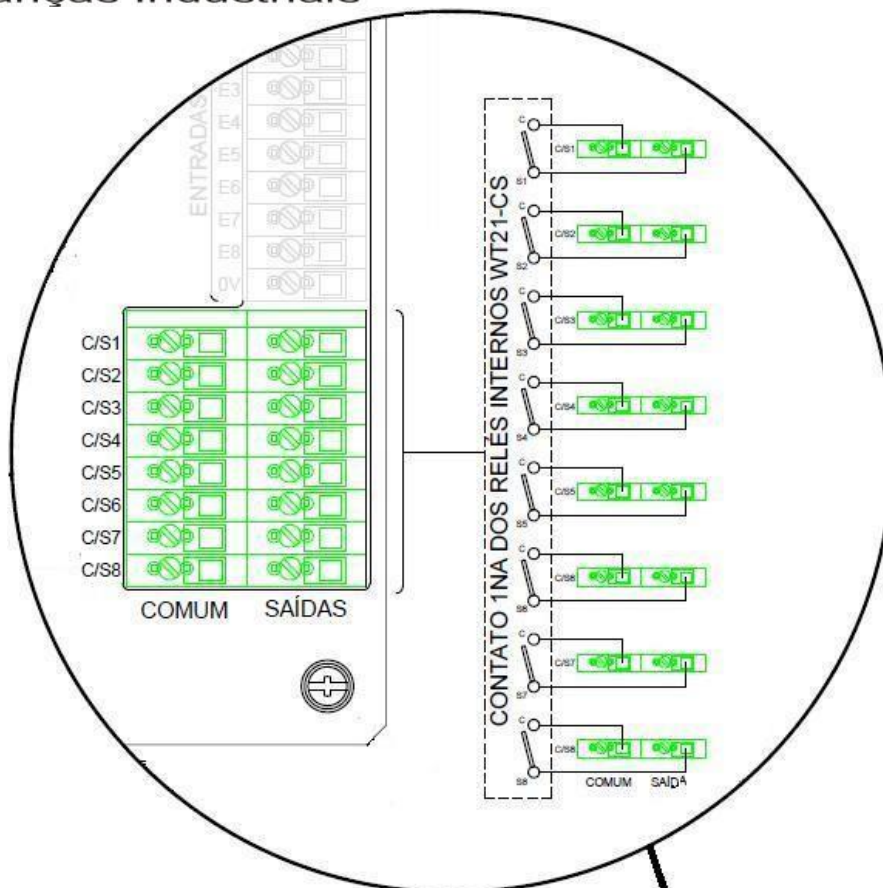 anças Industriais
ENTRADAS
E3
E4
E5
E6
E7
E8
0V
C/S1
C/S2
C/S3
C/S4
C/S5
C/S6
C/S7
C/S8
COMUM SAÍDAS
CONTATO 1NA DOS RELES INTERNOS WT21-CS
C
C/S1
S1
C
C/S2
S2
C
C/S3
S3
C
C/S4
S4
C
C/S5
S5
C
C/S6
S6
C
C/S7
S7
C
C/S8
S8
COMUM SAÍDA